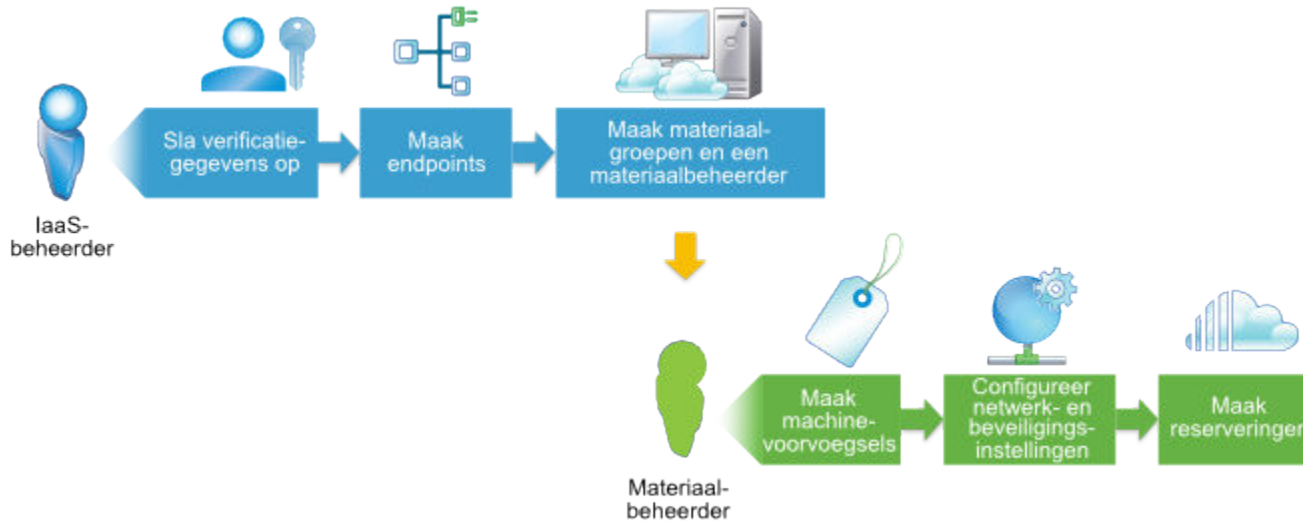 Sla verificatie-
gegevens op
Maak
endpoints
Maak materiaal-
groepen en een
materiaalbeheerder
IaaS-
beheerder
Maak
machine-
voorvoegsels
Configureer
netwerk- en
beveiligings-
instellingen
Maak
reserveringen
Materiaal-
beheerder